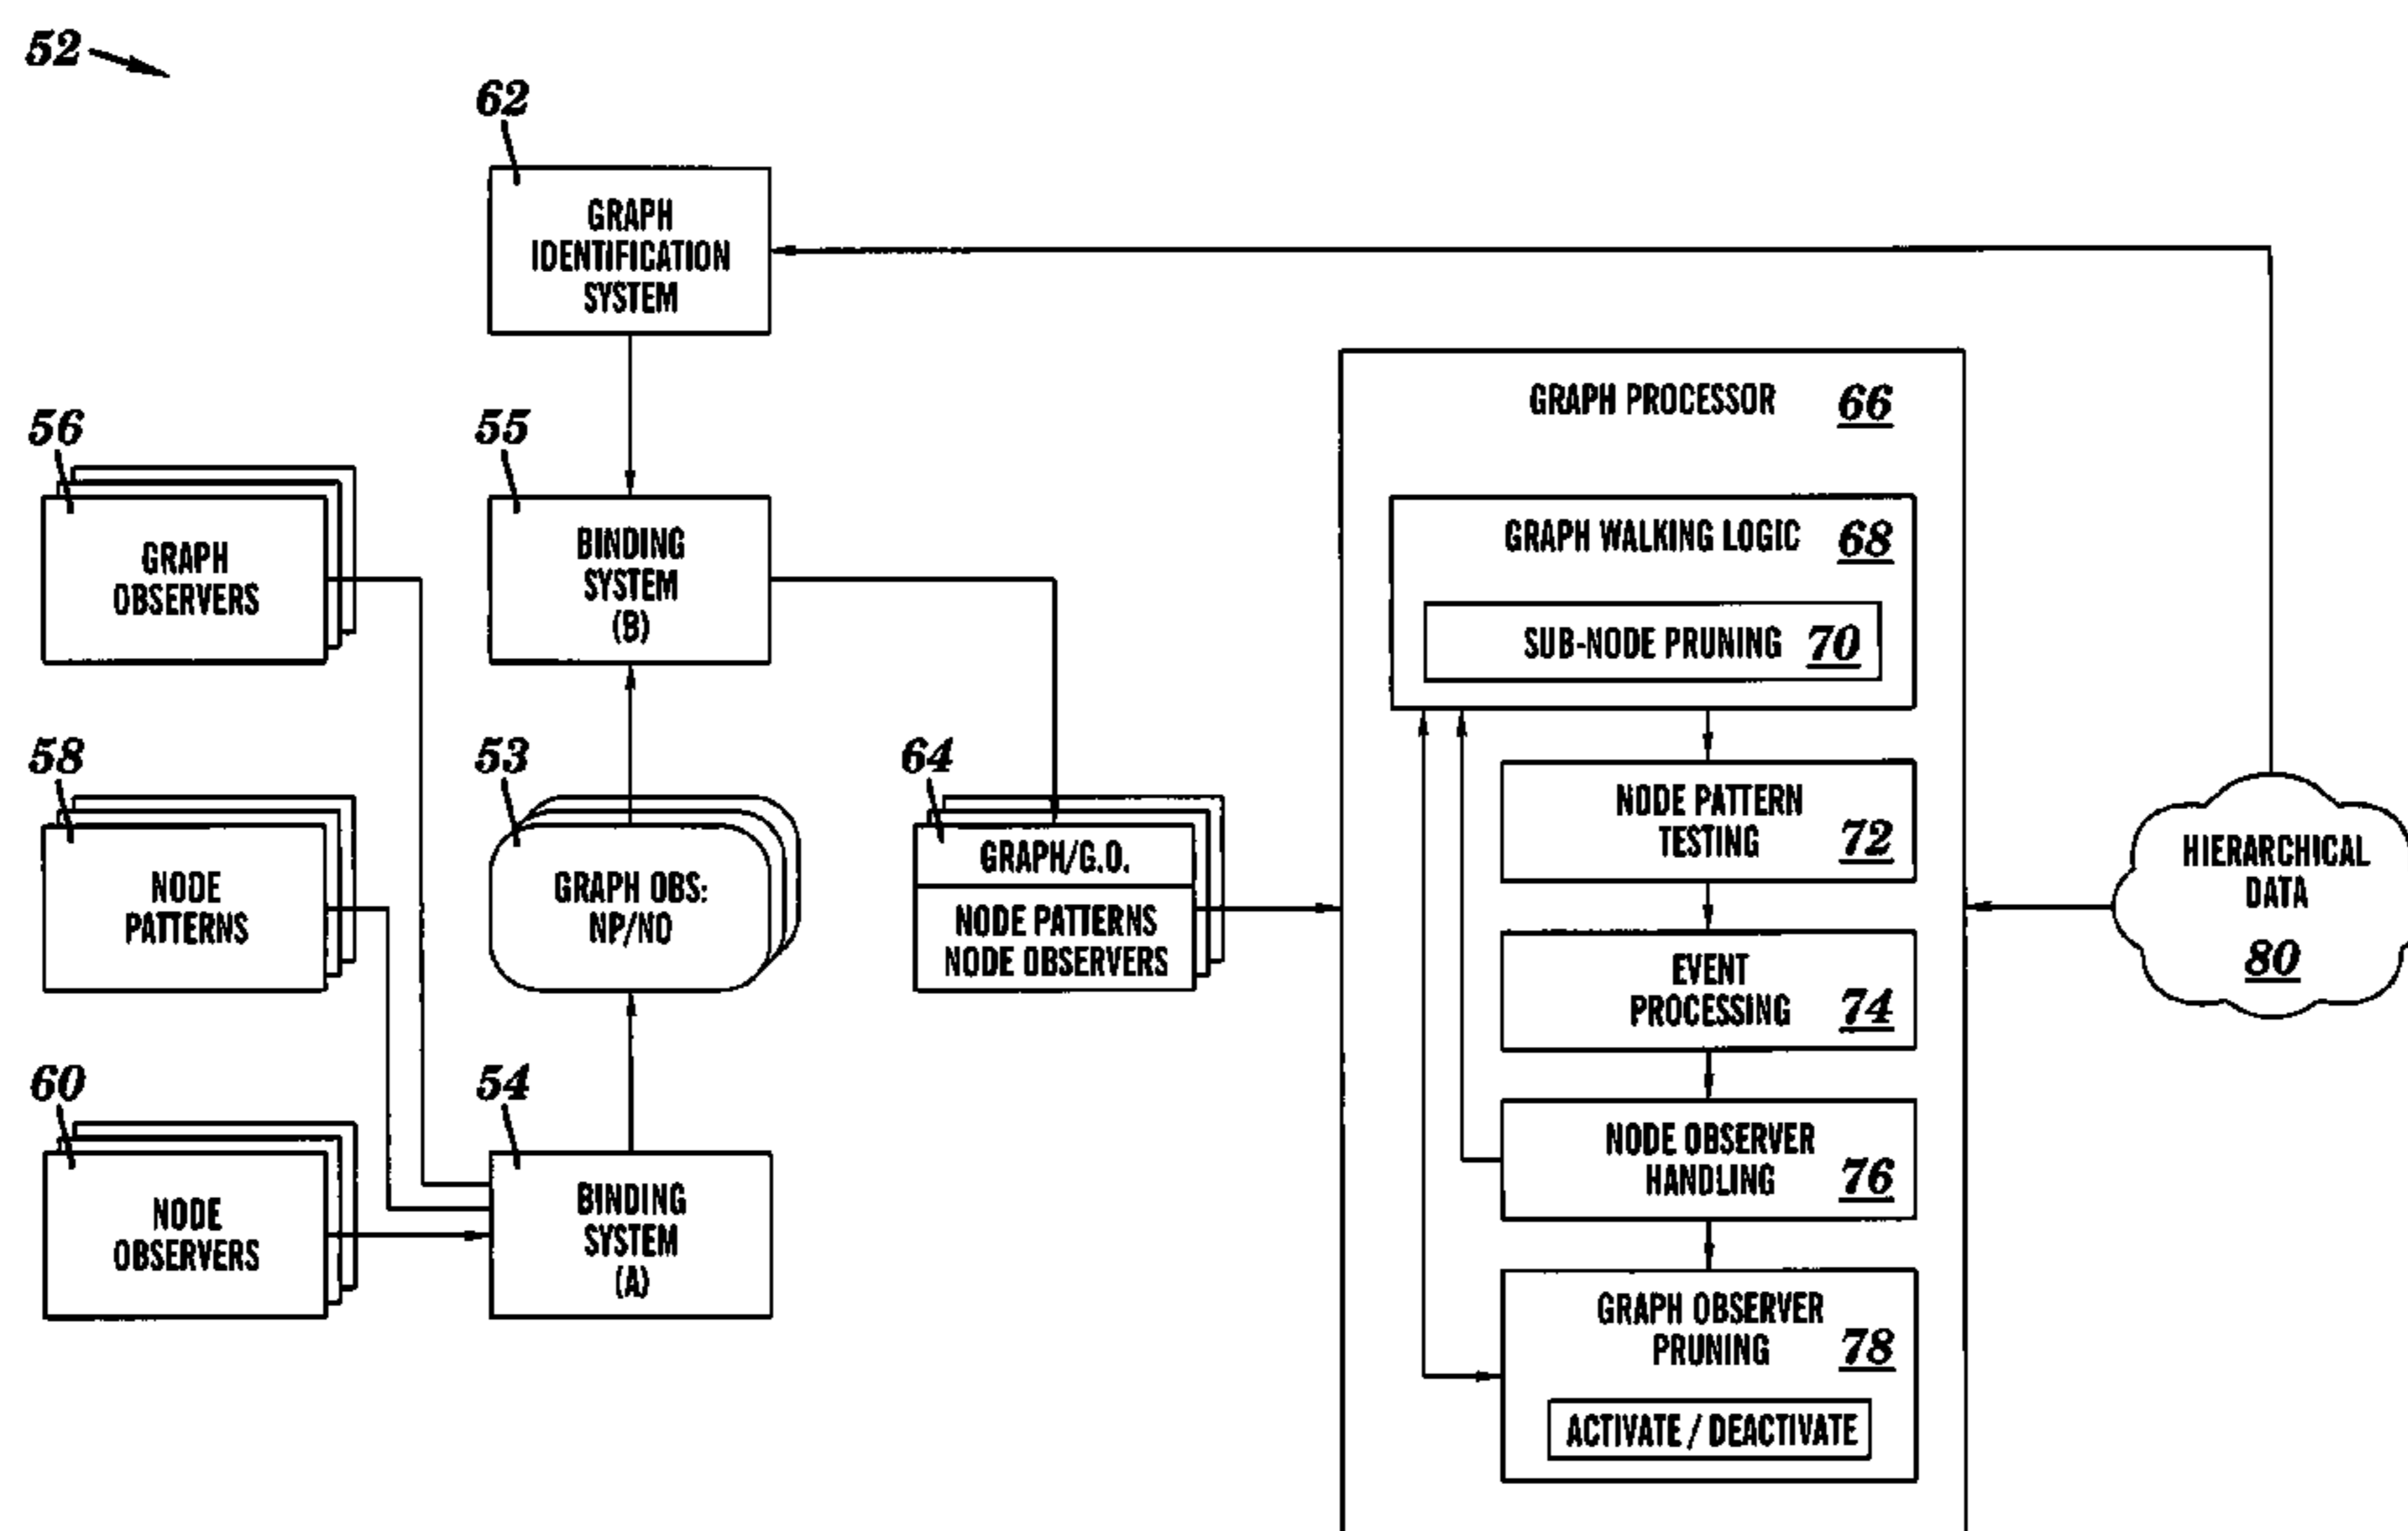 52
62
GRAPH
IDENTIFICATION
SYSTEM
56
GRAPH
OBSERVERS
55
BINDING
SYSTEM
(B)
58
NODE
PATTERNS
53
GRAPH OBS:
NP/NO
64
GRAPH/G.O.
NODE PATTERNS
NODE OBSERVERS
60
NODE
OBSERVERS
54
BINDING
SYSTEM
(A)
GRAPH PROCESSOR 66
GRAPH WALKING LOGIC 68
SUB-NODE PRUNING 70
NODE PATTERN
TESTING 72
EVENT
PROCESSING 74
NODE OBSERVER
HANDLING 76
GRAPH OBSERVER
PRUNING 78
ACTIVATE / DEACTIVATE
HIERARCHICAL
DATA
80